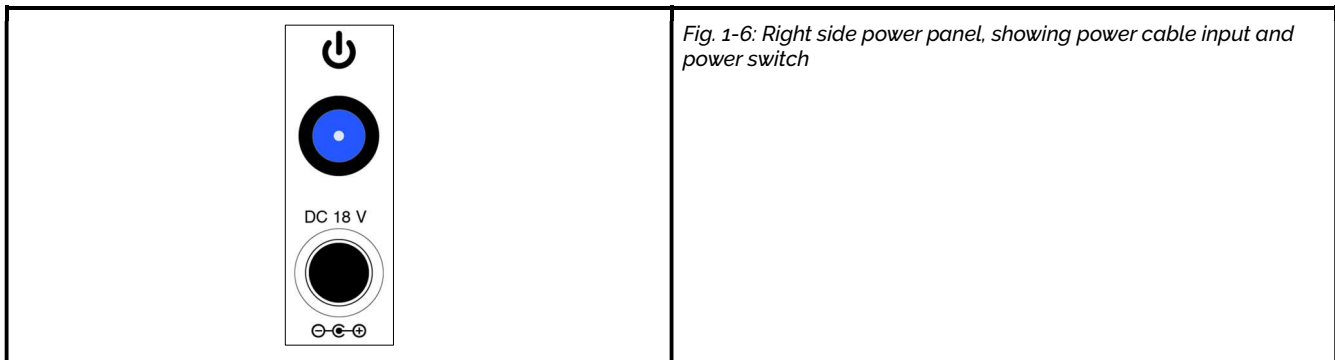 DC 18 V
Fig. 1-6: Right side power panel, showing power cable input and
power switch